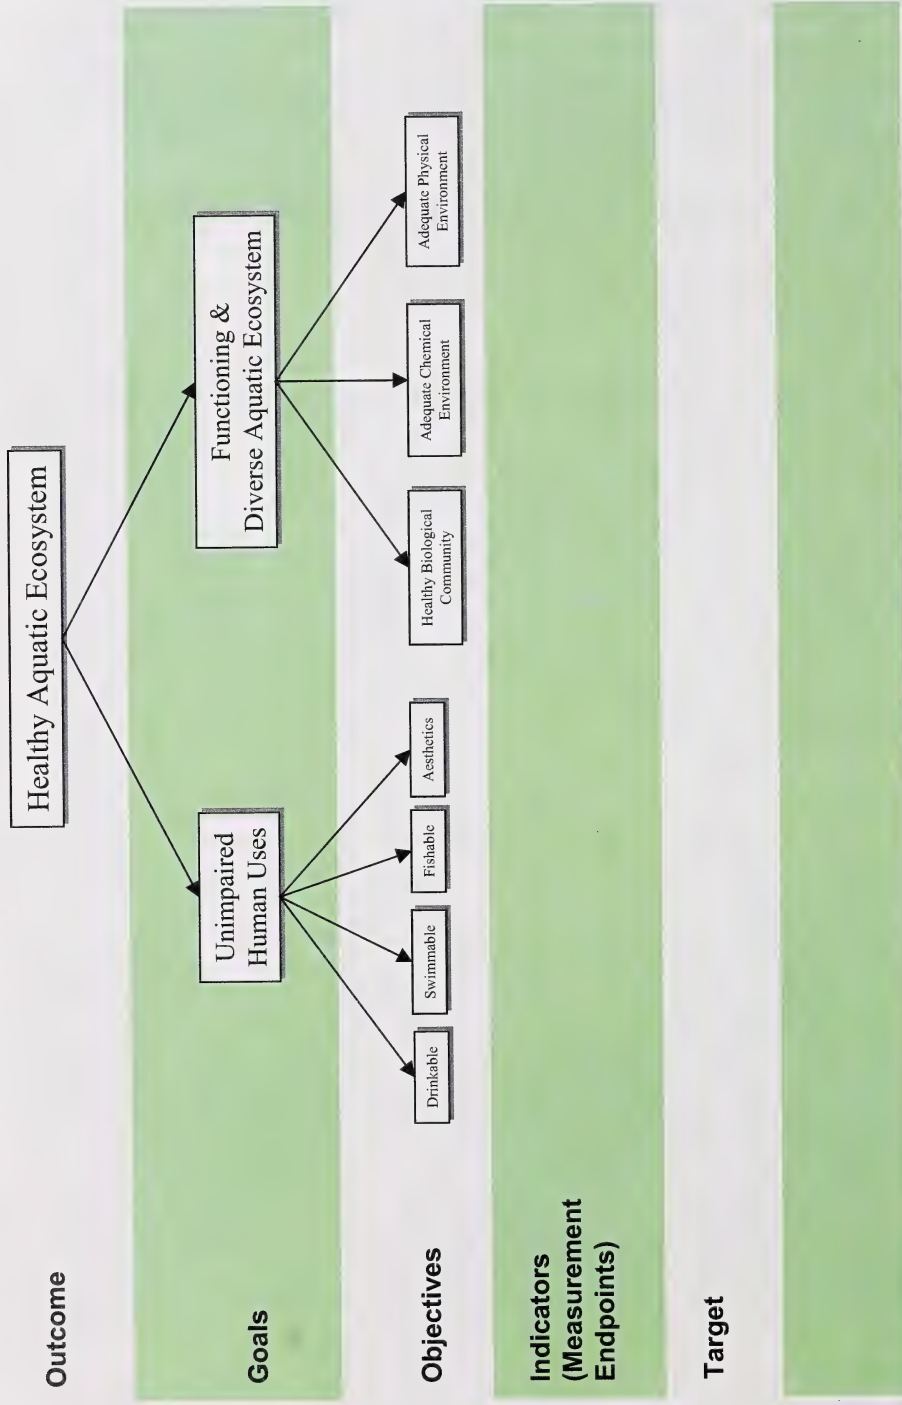 Outcome
Healthy Aquatic Ecosystem
Goals
Unimpaired
Human Uses
Functioning &
Diverse Aquatic Ecosystem
Objectives
Drinkable
Swimmable
Fishable
Aesthetics
Healthy Biological
Community
Adequate Chemical
Environment
Adequate Physical
Environment
Indicators
(Measurement
Endpoints)
Target